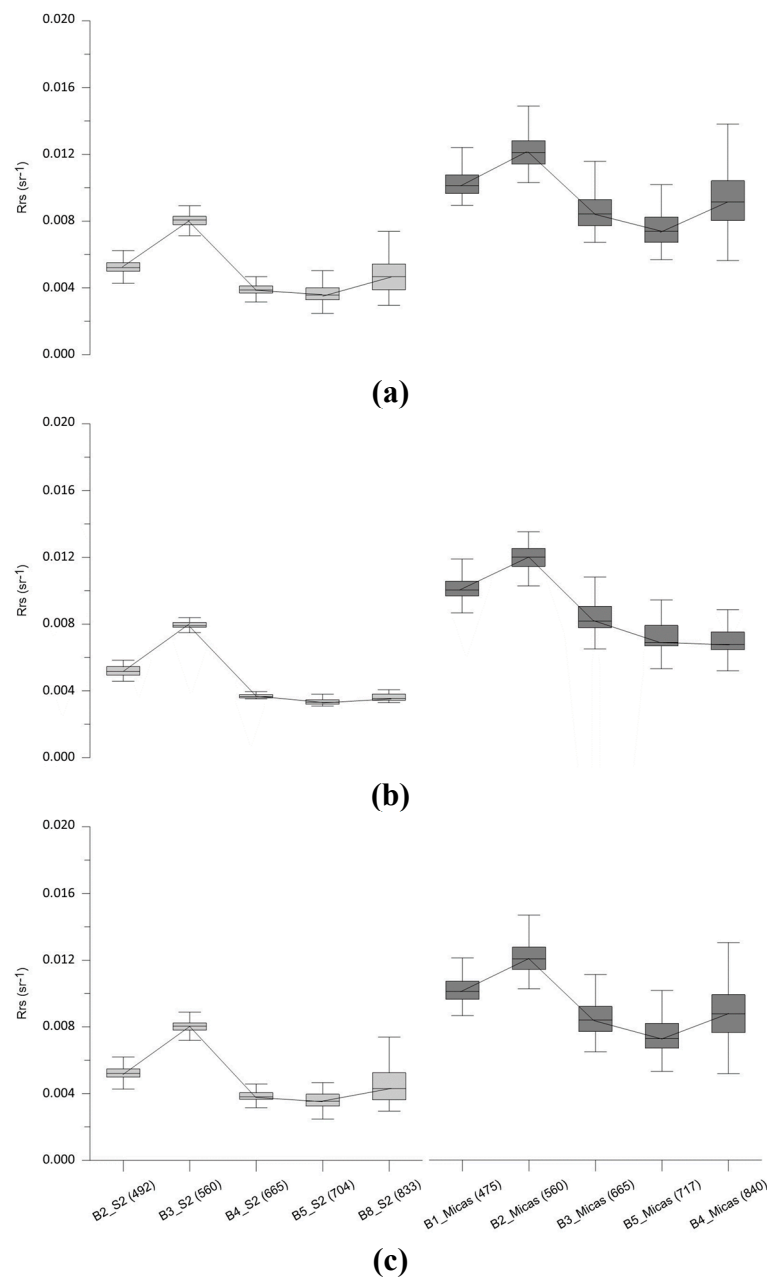 0.020
0.016
0.012
0.008
0.004
0.000
Rrs (sr-1)
(a)
0.020
0.016
0.012
0.008
0.004
0.000
Rrs (sr-1)
(b)
0.020
0.016
0.012
0.008
0.004
0.000
Rrs (sr-1)
B2_S2 (492)
B3_S2 (560)
B4_S2 (665)
B5_S2 (704)
B8_S2 (833)
B1_Micas (475)
B2_Micas (560)
B3_Micas (665)
B5_Micas (717)
B4_Micas (840)
(c)